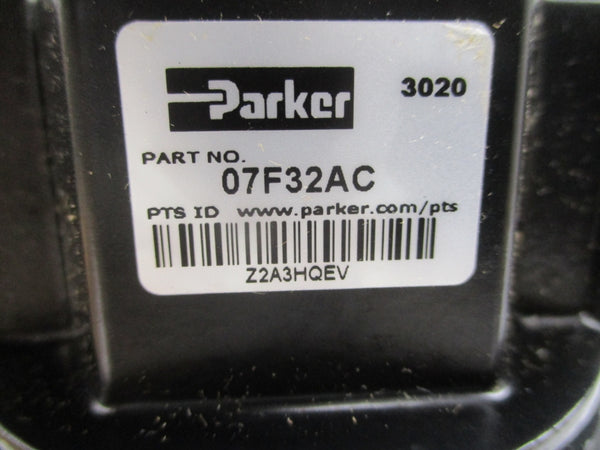 Parker 3020
PART NO.
07F32AC
PTS ID www.parker.com/pts
Z2A3HQEV